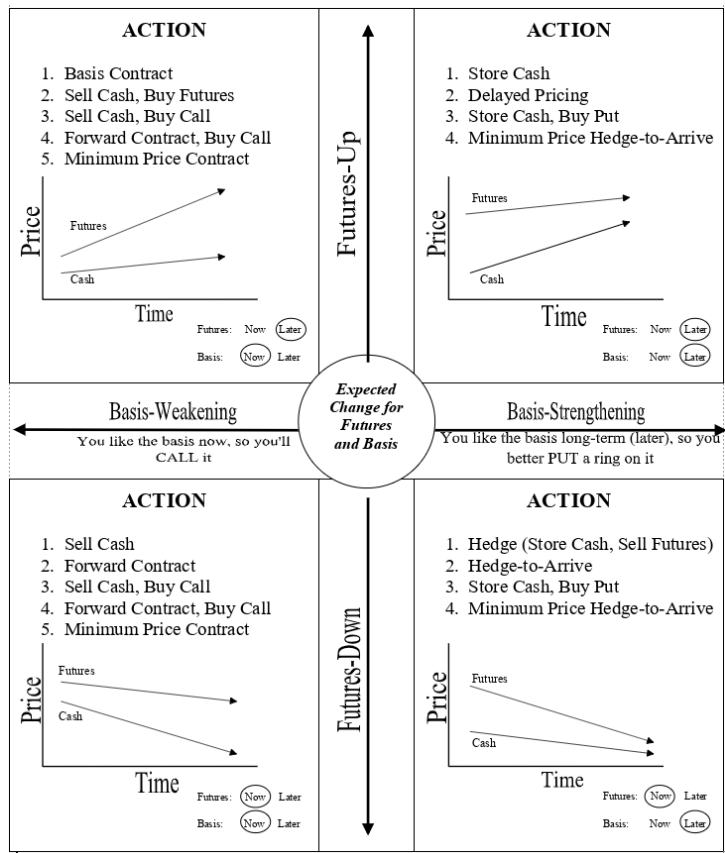 ACTION
1. Basis Contract
2. Sell Cash, Buy Futures
3. Sell Cash, Buy Call
4. Forward Contract, Buy Call
5. Minimum Price Contract
Price
Futures
Cash
Time
Futures: Now Later
Basis: Now Later
Futures-Up
ACTION
1. Store Cash
2. Delayed Pricing
3. Store Cash, Buy Put
4. Minimum Price Hedge-to-Arrive
Price
Futures
Cash
Time
Futures: Now Later
Basis: Now Later
Basis-Weakening
You like the basis now, so you'll
CALL it
Expected
Change for
Futures
and Basis
Basis-Strengthening
You like the basis long-term (later), so you
better PUT a ring on it
ACTION
1. Sell Cash
2. Forward Contract
3. Sell Cash, Buy Call
4. Forward Contract, Buy Call
5. Minimum Price Contract
Price
Futures
Cash
Time
Futures: Now Later
Basis: Now Later
Futures-Down
ACTION
1. Hedge (Store Cash, Sell Futures)
2. Hedge-to-Arrive
3. Store Cash, Buy Put
4. Minimum Price Hedge-to-Arrive
Price
Futures
Cash
Time
Futures: Now Later
Basis: Now Later